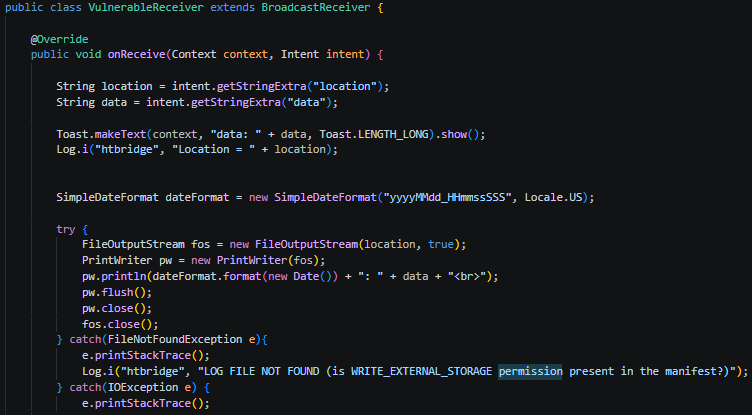 public class VulnerableReceiver extends BroadcastReceiver {
@Override
public void onReceive(Context context, Intent intent) {
String location = intent.getStringExtra("location");
String data = intent.getStringExtra("data");
Toast.makeText(context, "data: " + data, Toast.LENGTH_LONG).show();
Log.i("htbridge", "Location = " + location);
SimpleDateFormat dateFormat = new SimpleDateFormat("yyyyMMdd_HHmmssSSS", Locale.US);
try {
FileOutputStream fos = new FileOutputStream(location, true);
PrintWriter pw = new PrintWriter(fos);
pw.println(dateFormat.format(new Date()) + ": " + data + "<br>");
pw.flush();
pw.close();
fos.close();
} catch(FileNotFoundException e){
e.printStackTrace();
Log.i("htbridge", "LOG FILE NOT FOUND (is WRITE_EXTERNAL_STORAGE permission present in the manifest?)");
} catch(IOException e) {
e.printStackTrace();